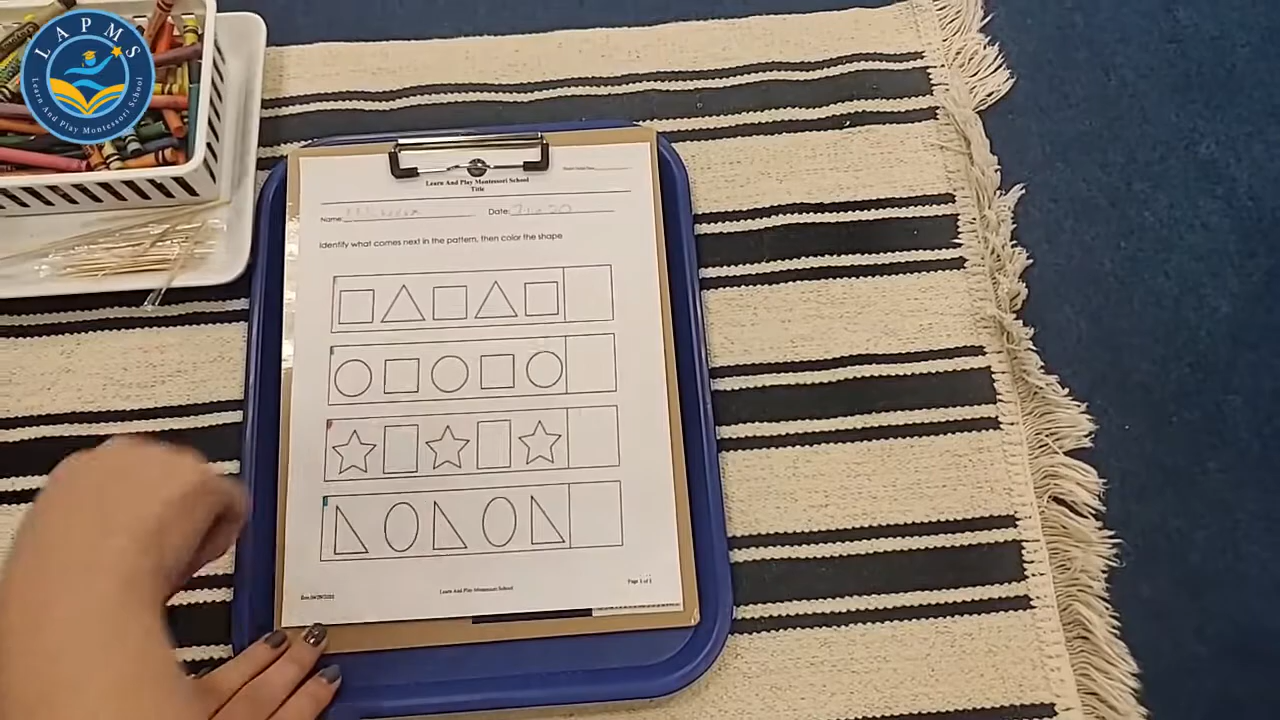 LAPMS
Learn And Play Montessori School
Learn And Play Montessori School
Title
Name:
Date:
Identify what comes next in the pattern, then color the shape
Learn And Play Montessori School
Page 1 of 1